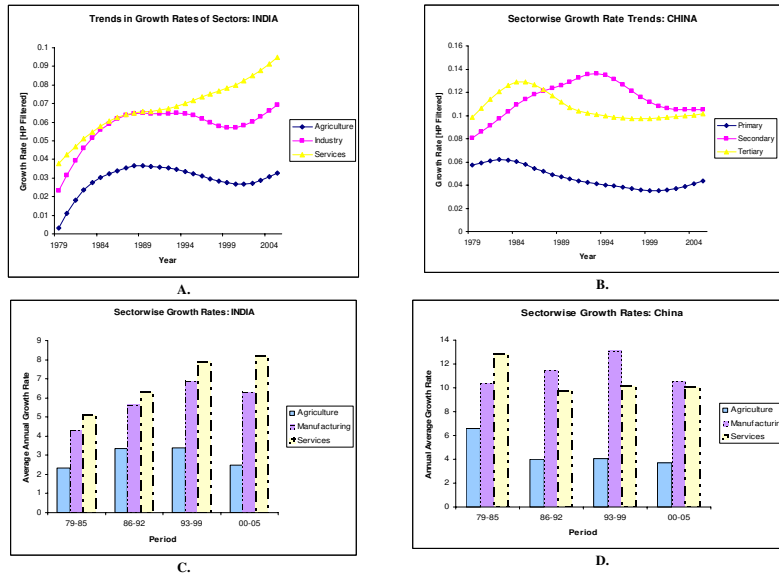 Trends in Growth Rates of Sectors: INDIA
Growth Rate [HP Filtered]
0.1
0.09
0.08
0.07
0.06
0.05
0.04
0.03
0.02
0.01
0
1979 1984 1989 1994 1999 2004
Year
Agriculture
Industry
Services
A.
Sectorwise Growth Rate Trends: CHINA
Growth Rate [HP Filtered]
0.16
0.14
0.12
0.1
0.08
0.06
0.04
0.02
0
1979 1984 1989 1994 1999 2004
Year
Primary
Secondary
Tertiary
B.
Sectorwise Growth Rates: INDIA
Average Annual Growth Rate
9
8
7
6
5
4
3
2
1
0
79-85 86-92 93-99 00-05
Period
Agriculture
Manufacturing
Services
C.
Sectorwise Growth Rates: China
Annual Average Growth Rate
14
12
10
8
6
4
2
0
79-85 86-92 93-99 00-05
Period
Agriculture
Manufacturing
Services
D.